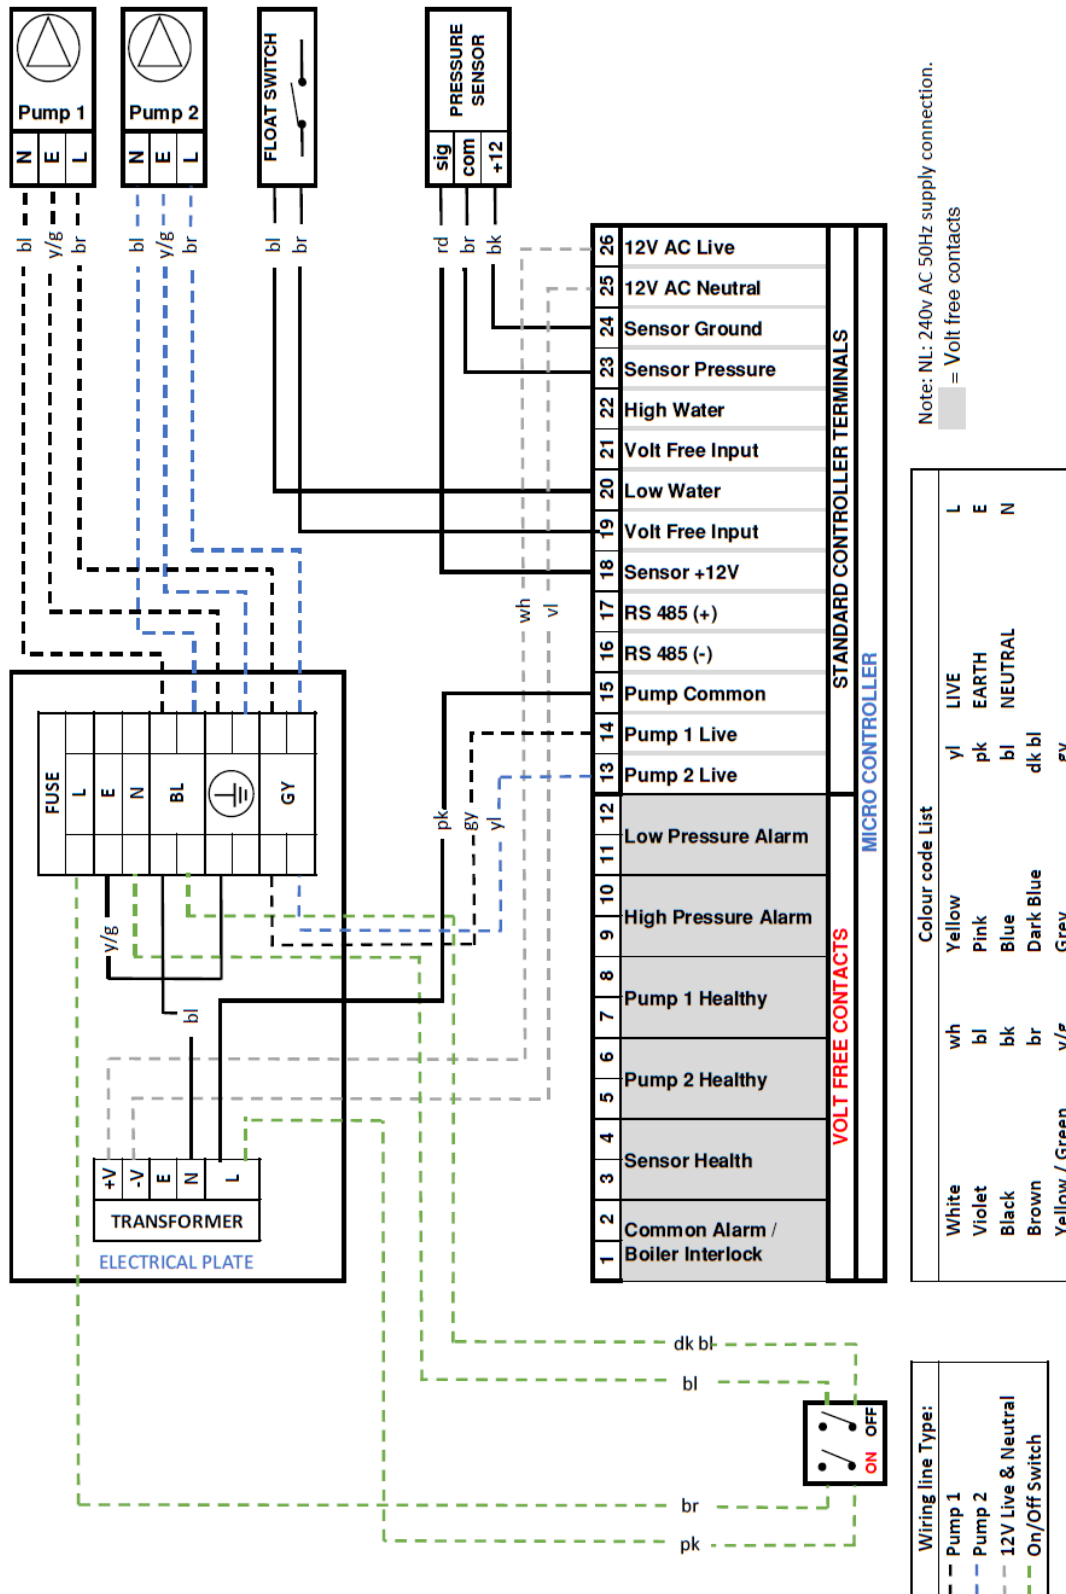 Pump 1
N
E
L
Pump 2
N
E
L
FLOAT SWITCH
PRESSURE
SENSOR
sig
com
+12
bl
y/g
br
bl
y/g
br
bl
br
rd
br
bk
Note: NL: 240v AC 50Hz supply connection.
= Volt free contacts
26 12V AC Live
25 12V AC Neutral
24 Sensor Ground
23 Sensor Pressure
22 High Water
21 Volt Free Input
20 Low Water
19 Volt Free Input
18 Sensor +12V
17 RS 485 (+)
16 RS 485 (-)
15 Pump Common
14 Pump 1 Live
13 Pump 2 Live
12
11
Low Pressure Alarm
10
9
High Pressure Alarm
8
7
Pump 1 Healthy
6
5
Pump 2 Healthy
4
3
Sensor Health
2
1
Common Alarm /
Boiler Interlock
STANDARD CONTROLLER TERMINALS
VOLT FREE CONTACTS
MICRO CONTROLLER
wh
vl
pk
gy
yl
FUSE
L
E
N
BL
GY
y/g
bl
+V
-V
E
N
L
TRANSFORMER
ELECTRICAL PLATE
dk bl
bl
br
pk
ON
OFF
Colour code List
White wh Yellow yl LIVE L
Violet bl Pink pk EARTH E
Black bk Blue bl NEUTRAL N
Brown br Dark Blue dk bl
Yellow / Green y/g Grey gy
Wiring line Type:
Pump 1
Pump 2
12V Live & Neutral
On/Off Switch